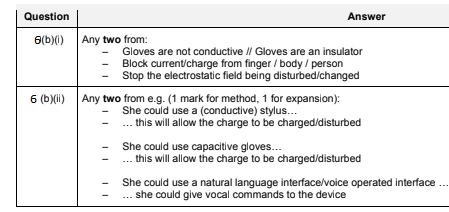 Question Answer
6(b)(i) Any two from:
– Gloves are not conductive // Gloves are an insulator
– Block current/charge from finger / body / person
– Stop the electrostatic field being disturbed/changed
6 (b)(ii) Any two from e.g. (1 mark for method, 1 for expansion):
– She could use a (conductive) stylus…
– … this will allow the charge to be charged/disturbed
– She could use capacitive gloves…
– … this will allow the charge to be charged/disturbed
– She could use a natural language interface/voice operated interface …
– … she could give vocal commands to the device